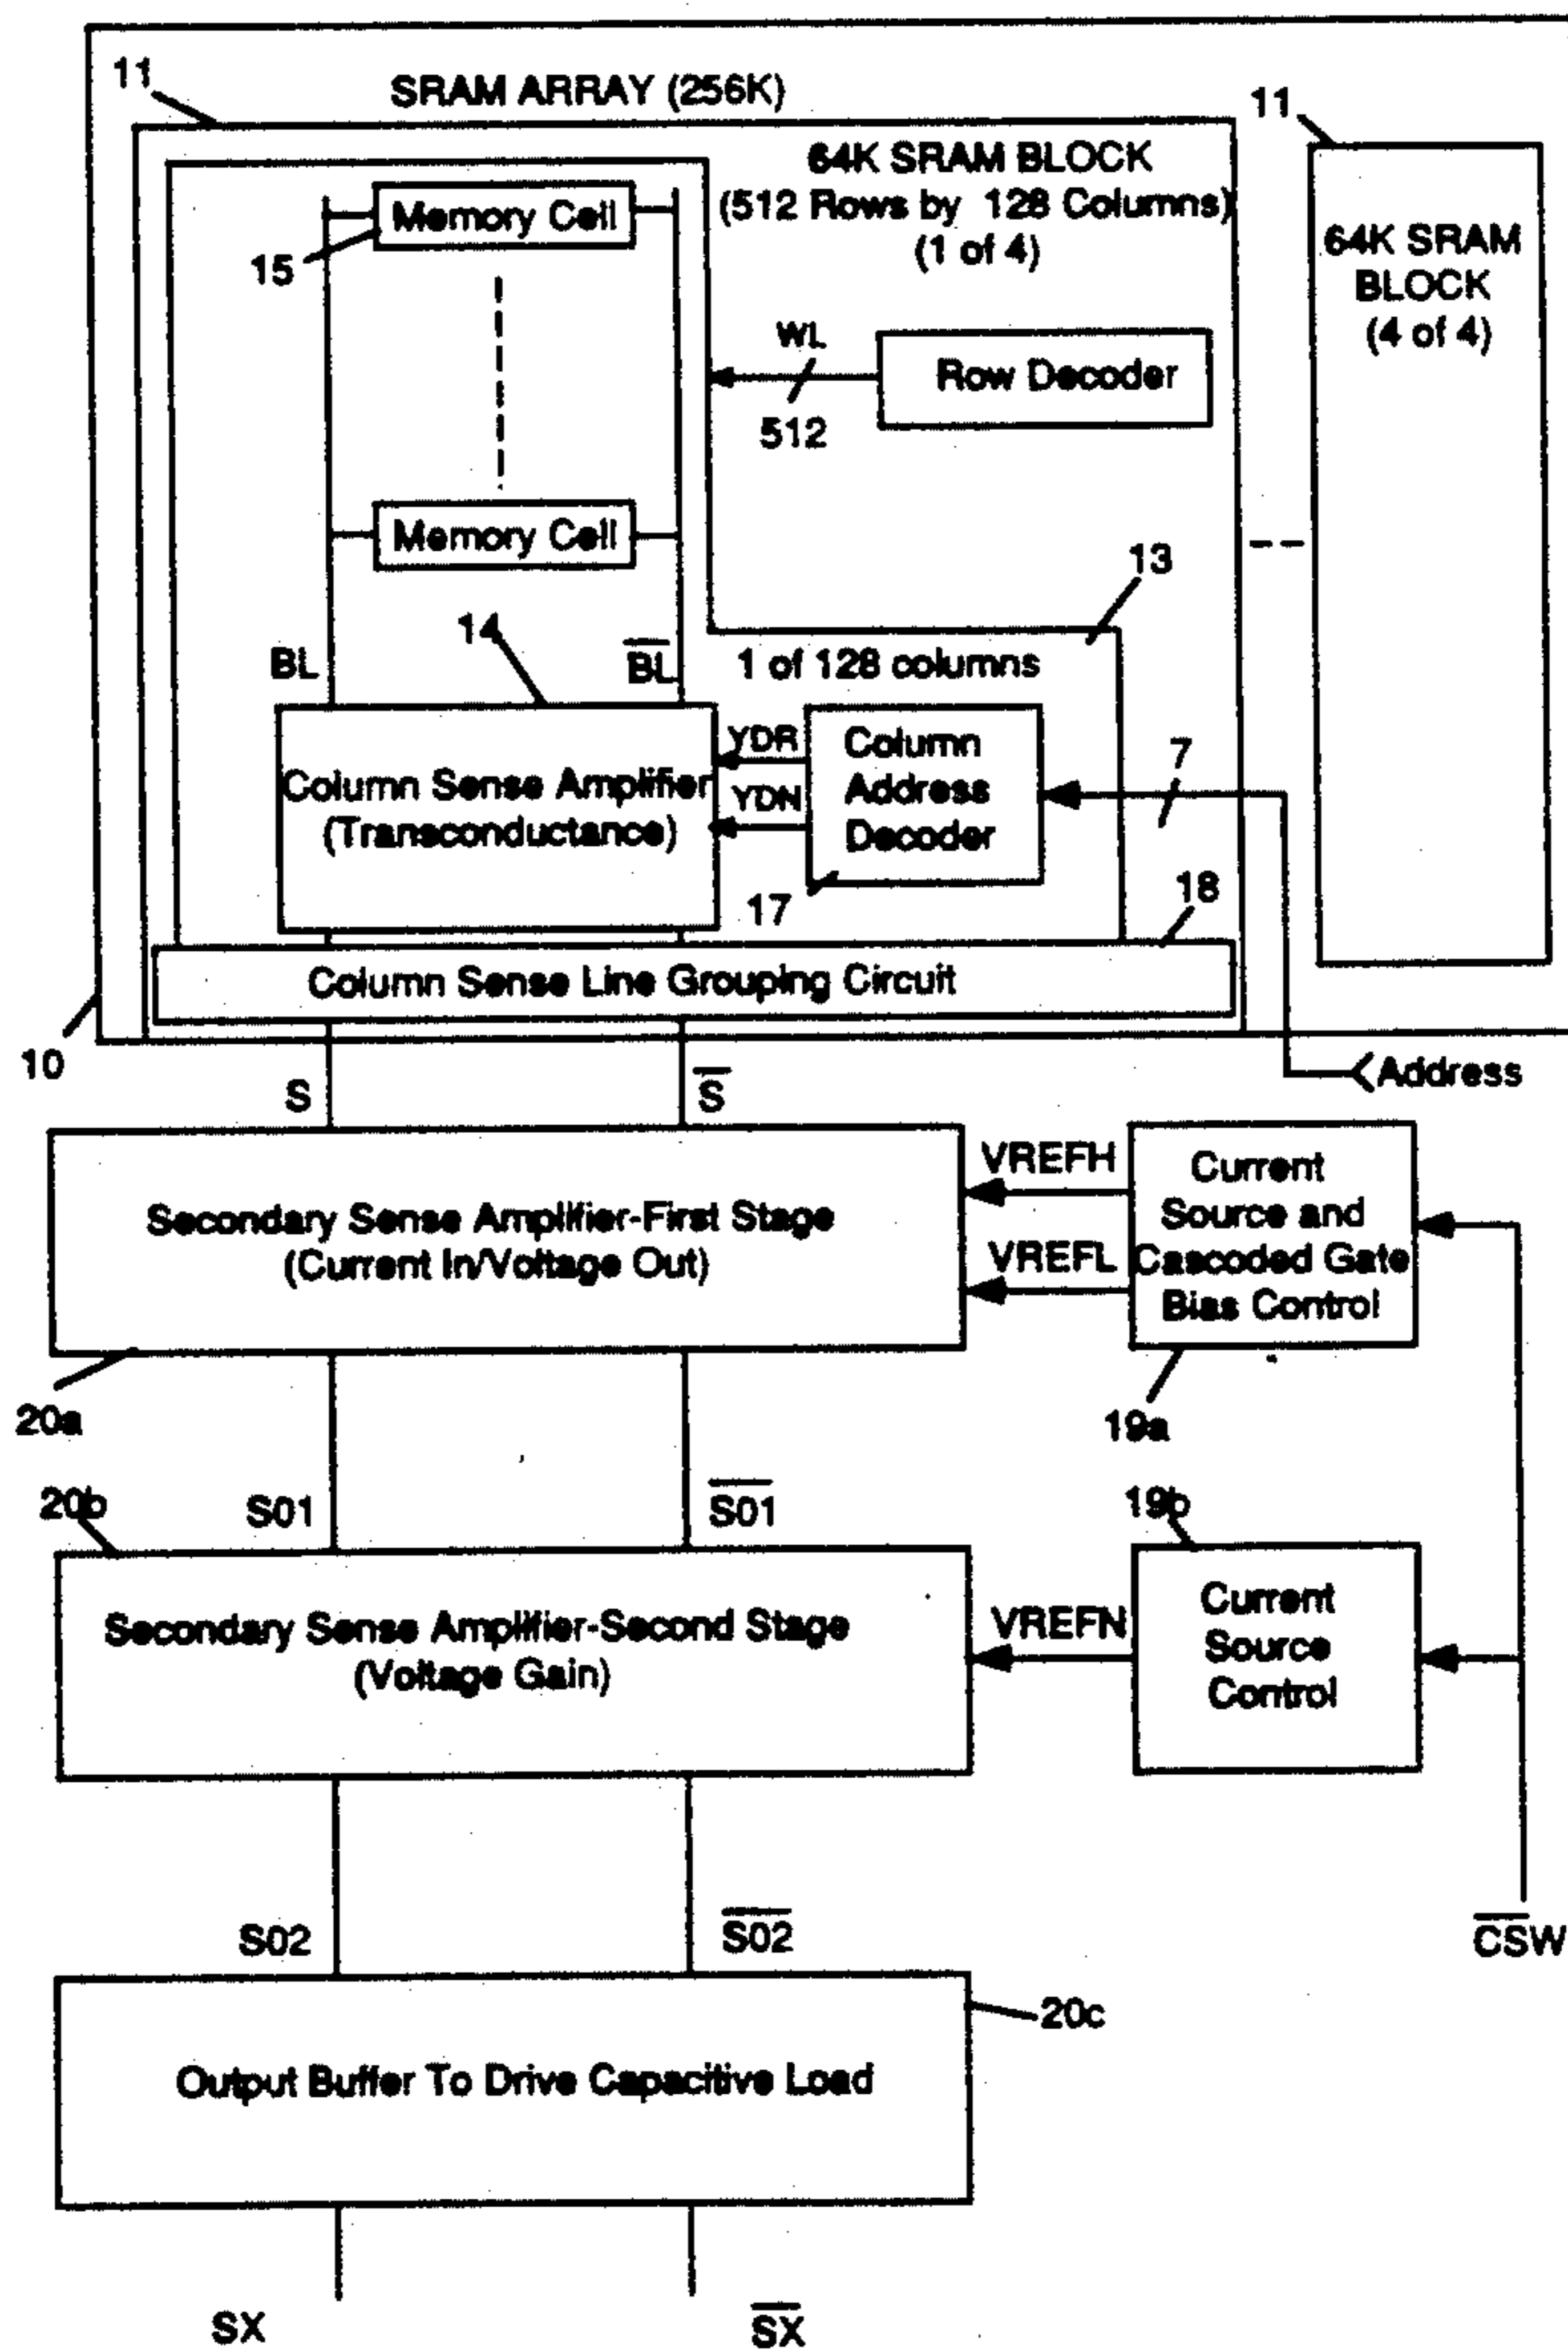 11
SRAM ARRAY (256K)
11
64K SRAM BLOCK
(512 Rows by 128 Columns)
(1 of 4)
Memory Cell
15
64K SRAM
BLOCK
(4 of 4)
WL
Row Decoder
512
Memory Cell
13
14
BL
B̅L̅
1 of 128 columns
YDR
YDN
Column
Address
Decoder
7
Column Sense Amplifier
(Transconductance)
17
18
Column Sense Line Grouping Circuit
10
S
S̅
Address
Secondary Sense Amplifier-First Stage
(Current In/Voltage Out)
VREFH
VREFL
Current
Source and
Cascoded Gate
Bias Control
20a
19a
20b
S01
S̅0̅1̅
19b
Secondary Sense Amplifier-Second Stage
(Voltage Gain)
VREFN
Current
Source
Control
S02
S̅0̅2̅
C̅S̅W
20c
Output Buffer To Drive Capacitive Load
SX
S̅X̅